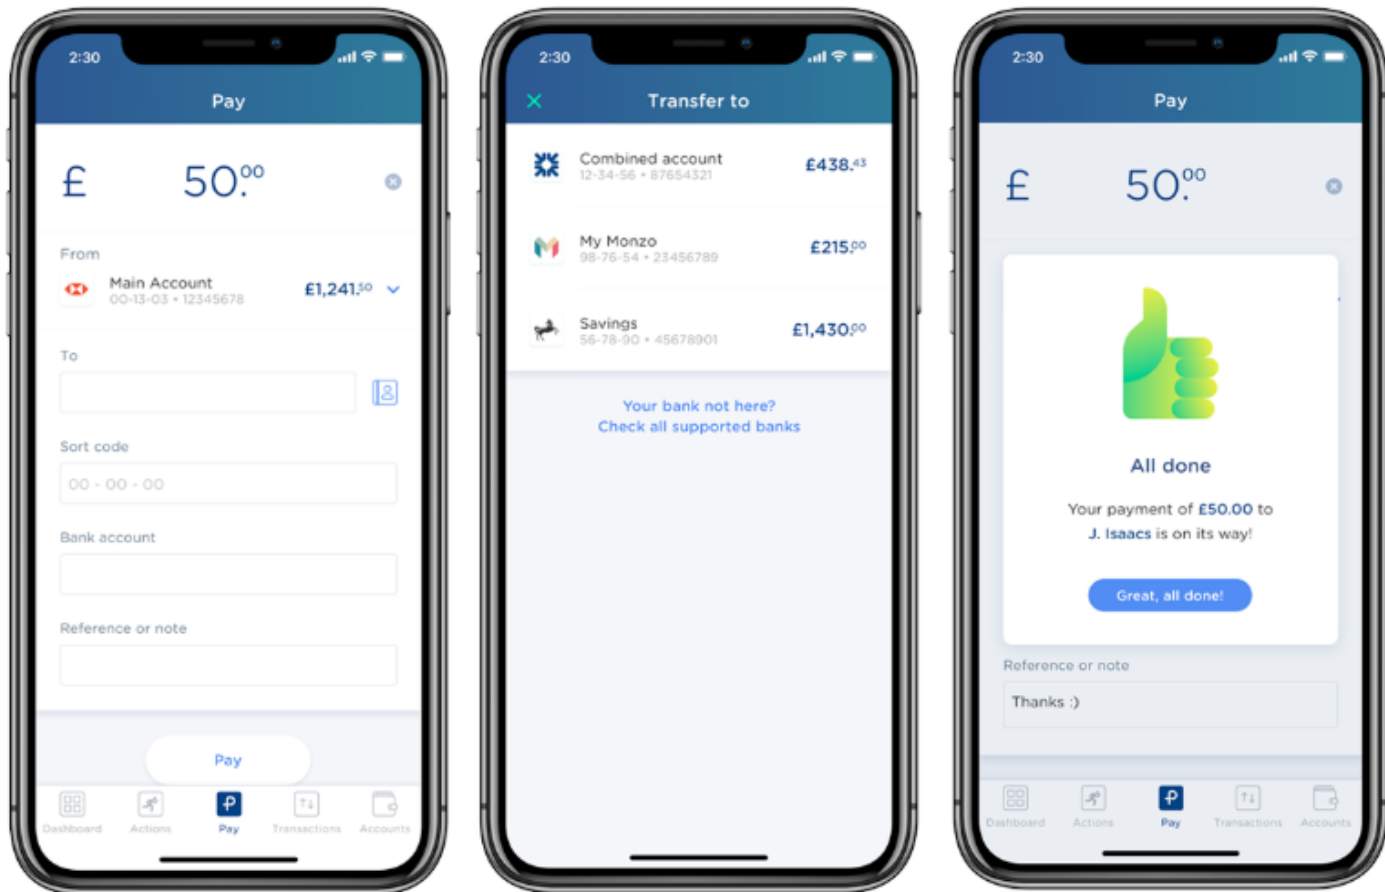 2:30
Pay
£ 50.00
From
Main Account
00-13-03 • 12345678
£1,241.50
To
Sort code
00 - 00 - 00
Bank account
Reference or note
Pay
Dashboard Actions Pay Transactions Accounts
2:30
Transfer to
Combined account
12-34-56 • 87654321
£438.43
My Monzo
98-76-54 • 23456789
£215.00
Savings
56-78-90 • 45678901
£1,430.00
Your bank not here?
Check all supported banks
2:30
Pay
£ 50.00
All done
Your payment of £50.00 to
J. Isaacs is on its way!
Great, all done!
Reference or note
Thanks :)
Dashboard Actions Pay Transactions Accounts